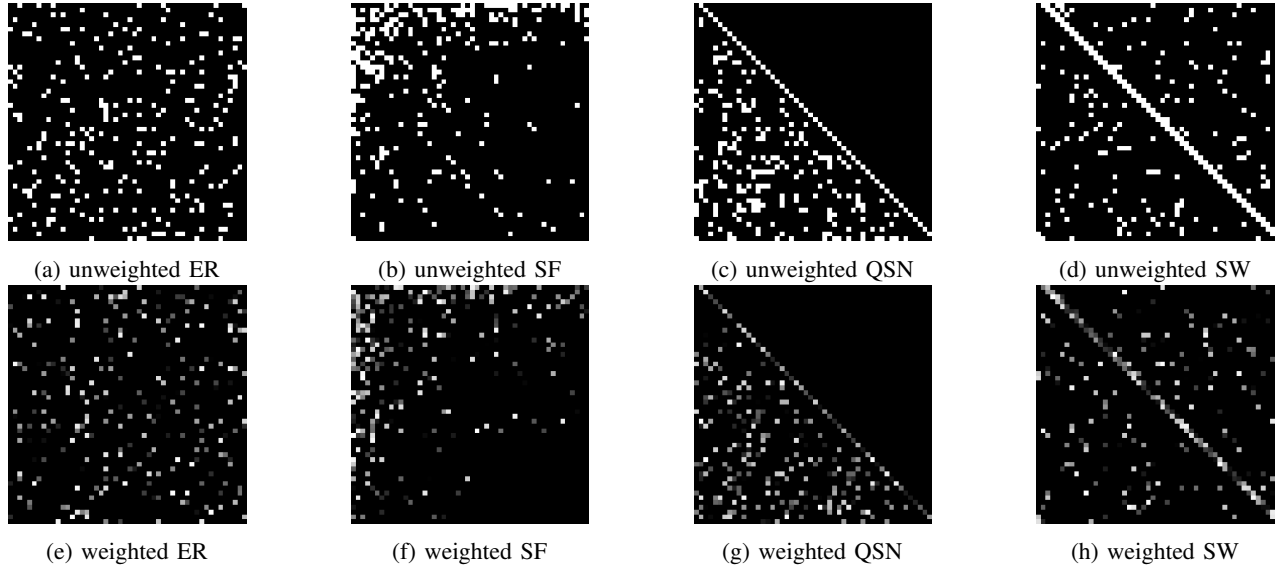 (a) unweighted ER
(b) unweighted SF
(c) unweighted QSN
(d) unweighted SW
(e) weighted ER
(f) weighted SF
(g) weighted QSN
(h) weighted SW